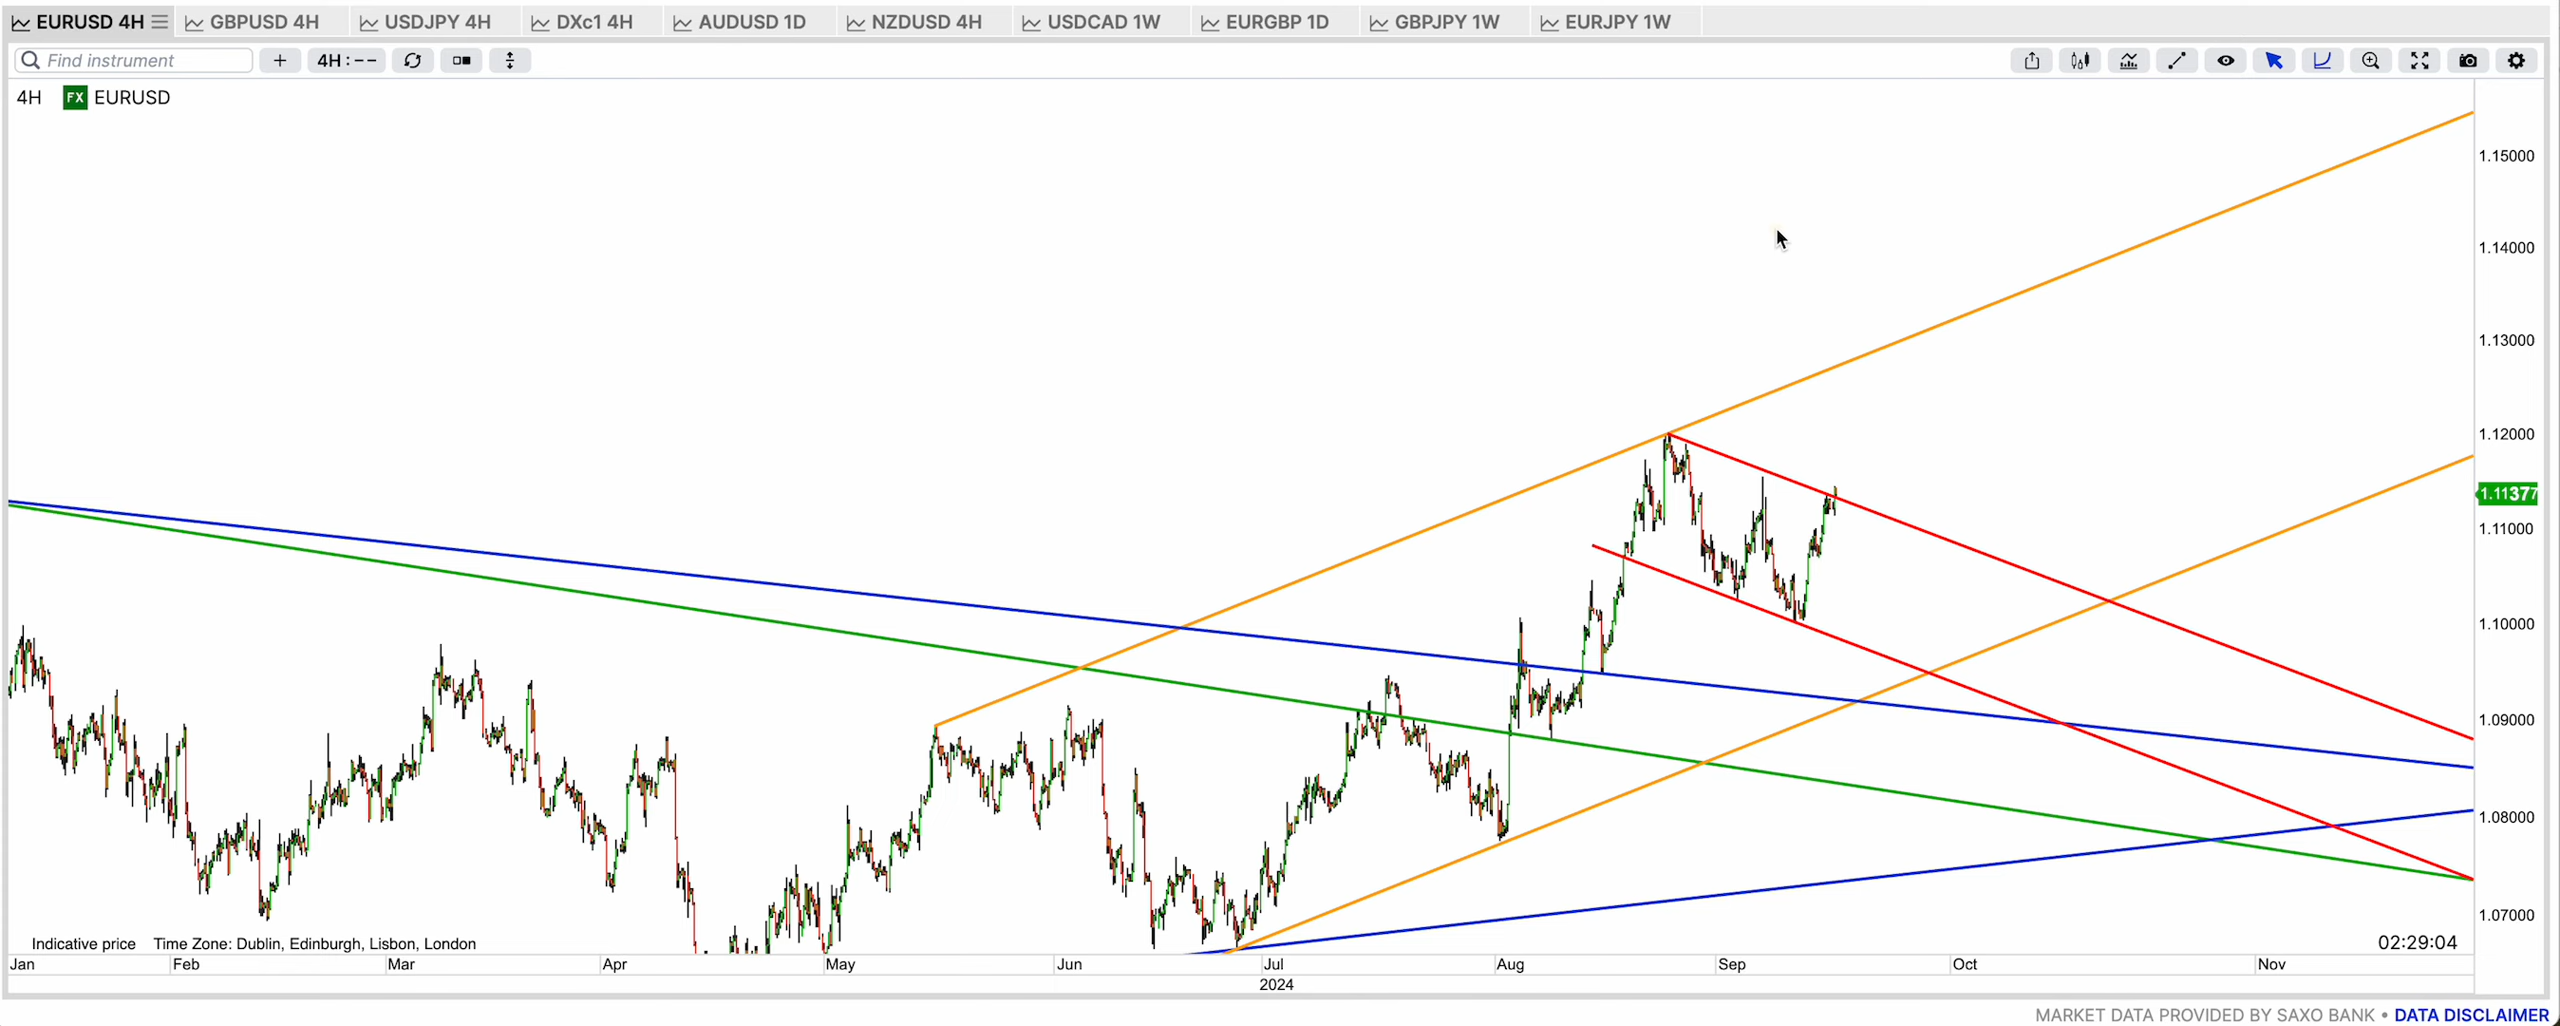 EURUSD 4H GBPUSD 4H USDJPY 4H DXc1 4H AUDUSD 1D NZDUSD 4H USDCAD 1W EURGBP 1D GBPJPY 1W EURJPY 1W
Find instrument + 4H : --
4H FX EURUSD
1.15000
1.14000
1.13000
1.12000
1.11377
1.11000
1.10000
1.09000
1.08000
1.07000
Indicative price Time Zone: Dublin, Edinburgh, Lisbon, London 02:29:04
Jan Feb Mar Apr May Jun Jul Aug Sep Oct Nov
2024
MARKET DATA PROVIDED BY SAXO BANK • DATA DISCLAIMER